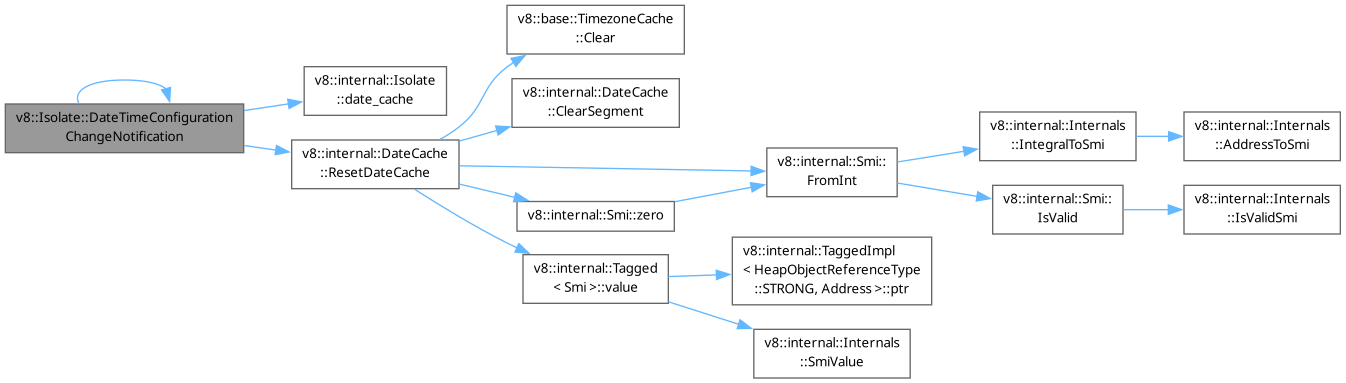 v8::Isolate::DateTimeConfiguration
ChangeNotification
v8::internal::Isolate
::date_cache
v8::internal::DateCache
::ResetDateCache
v8::base::TimezoneCache
::Clear
v8::internal::DateCache
::ClearSegment
v8::internal::Smi::
FromInt
v8::internal::Internals
::IntegralToSmi
v8::internal::Internals
::AddressToSmi
v8::internal::Smi::
IsValid
v8::internal::Internals
::IsValidSmi
v8::internal::Smi::zero
v8::internal::Tagged
< Smi >::value
v8::internal::TaggedImpl
< HeapObjectReferenceType
::STRONG, Address >::ptr
v8::internal::Internals
::SmiValue